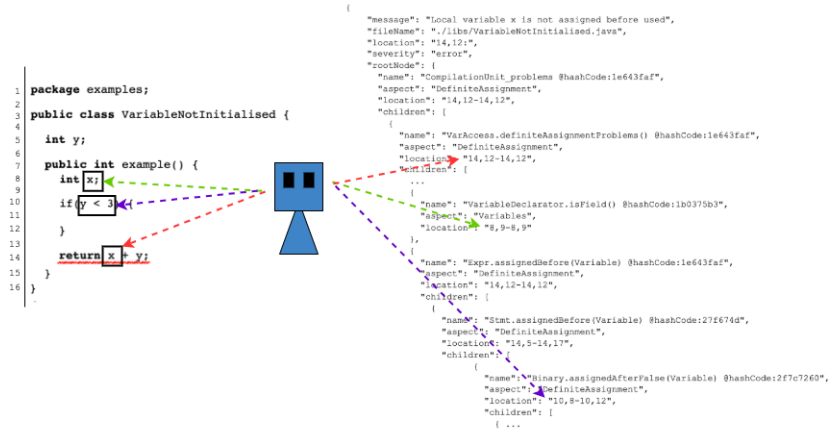 1 package examples;
2
3 public class VariableNotInitialised {
4
5 int y;
6
7 public int example() {
8 int x;
9
10 if(y < 3) {
11
12 }
13
14 return x + y;
15 }
16 }
{
"message": "Local variable x is not assigned before used",
"fileName": "./libs/VariableNotInitialised.java",
"location": "14,12:",
"severity": "error",
"rootNode": {
"name": "CompilationUnit_problems @hashCode:1e643faf",
"aspect": "DefiniteAssignment",
"location": "14,12-14,12",
"children": [
{
"name": "VarAccess.definiteAssignmentProblems() @hashCode:1e643faf",
"aspect": "DefiniteAssignment",
"location": "14,12-14,12",
"children": [
...
{
"name": "VariableDeclarator.isField() @hashCode:1b0375b3",
"aspect": "Variables",
"location": "8,9-8,9"
},
{
"name": "Expr.assignedBefore(Variable) @hashCode:1e643faf",
"aspect": "DefiniteAssignment",
"location": "14,12-14,12",
"children": [
{
"name": "Stmt.assignedBefore(Variable) @hashCode:27f674d",
"aspect": "DefiniteAssignment",
"location": "14,5-14,17",
"children": [
{
"name": "Binary.assignedAfterFalse(Variable) @hashCode:2f7c7260",
"aspect": "DefiniteAssignment",
"location": "10,8-10,12",
"children": [
{ ...